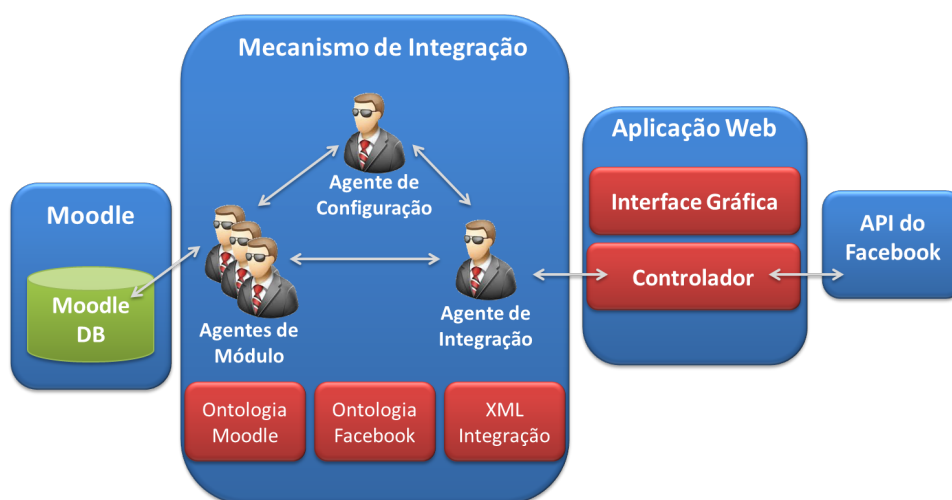 Mecanismo de Integração
Agente de
Configuração
Agentes de
Módulo
Agente de
Integração
Ontologia
Moodle
Ontologia
Facebook
XML
Integração
Moodle
Moodle
DB
Aplicação Web
Interface Gráfica
Controlador
API do
Facebook